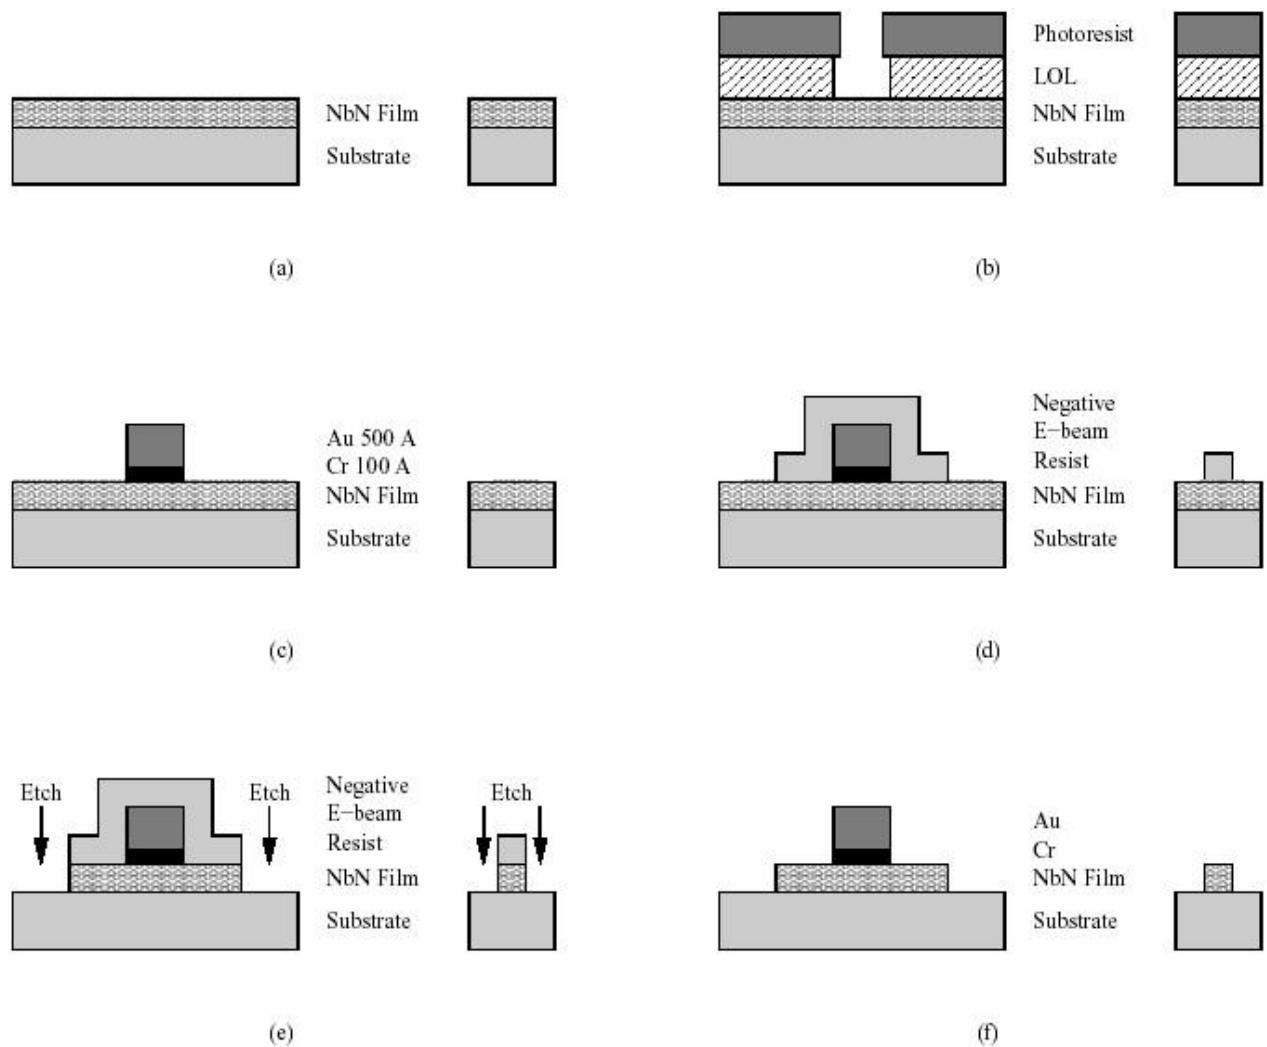 NbN Film
Substrate
(a)
Photoresist
LOL
NbN Film
Substrate
(b)
Au 500 A
Cr 100 A
NbN Film
Substrate
(c)
Negative
E-beam
Resist
NbN Film
Substrate
(d)
Etch
Etch
Negative
E-beam
Resist
NbN Film
Substrate
Etch
(e)
Au
Cr
NbN Film
Substrate
(f)